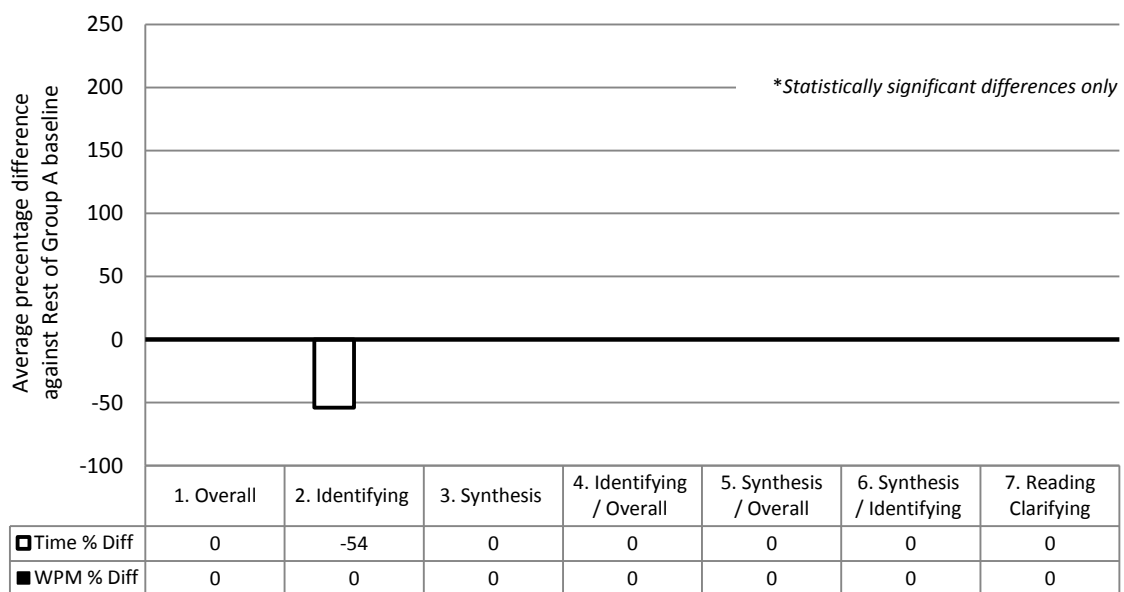 Average precentage difference
against Rest of Group A baseline
250
200
150
100
50
0
-50
-100
*Statistically significant differences only
1. Overall
2. Identifying
3. Synthesis
4. Identifying
/ Overall
5. Synthesis
/ Overall
6. Synthesis
/ Identifying
7. Reading
Clarifying
Time % Diff 0 -54 0 0 0 0 0
WPM % Diff 0 0 0 0 0 0 0